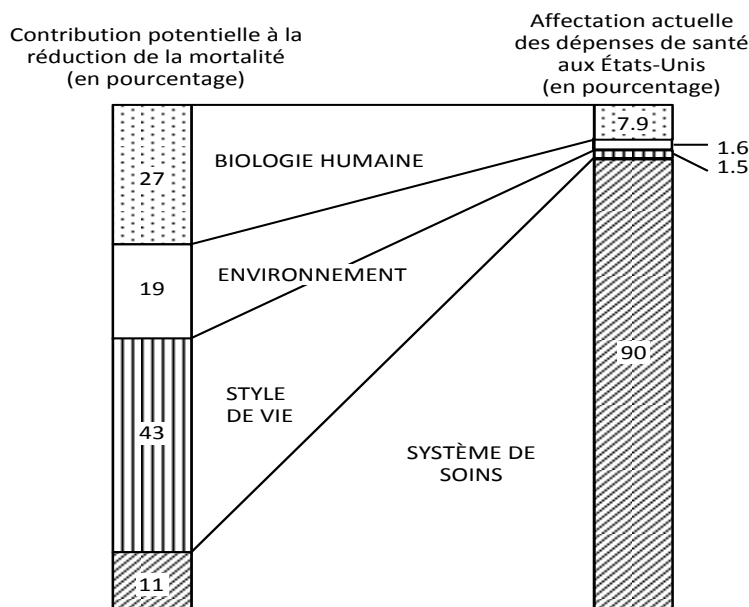 Contribution potentielle à la
réduction de la mortalité
(en pourcentage)
Affectation actuelle
des dépenses de santé
aux États-Unis
(en pourcentage)
7.9
1.6
1.5
BIOLOGIE HUMAINE
27
ENVIRONNEMENT
19
90
STYLE
DE VIE
43
SYSTÈME DE
SOINS
11